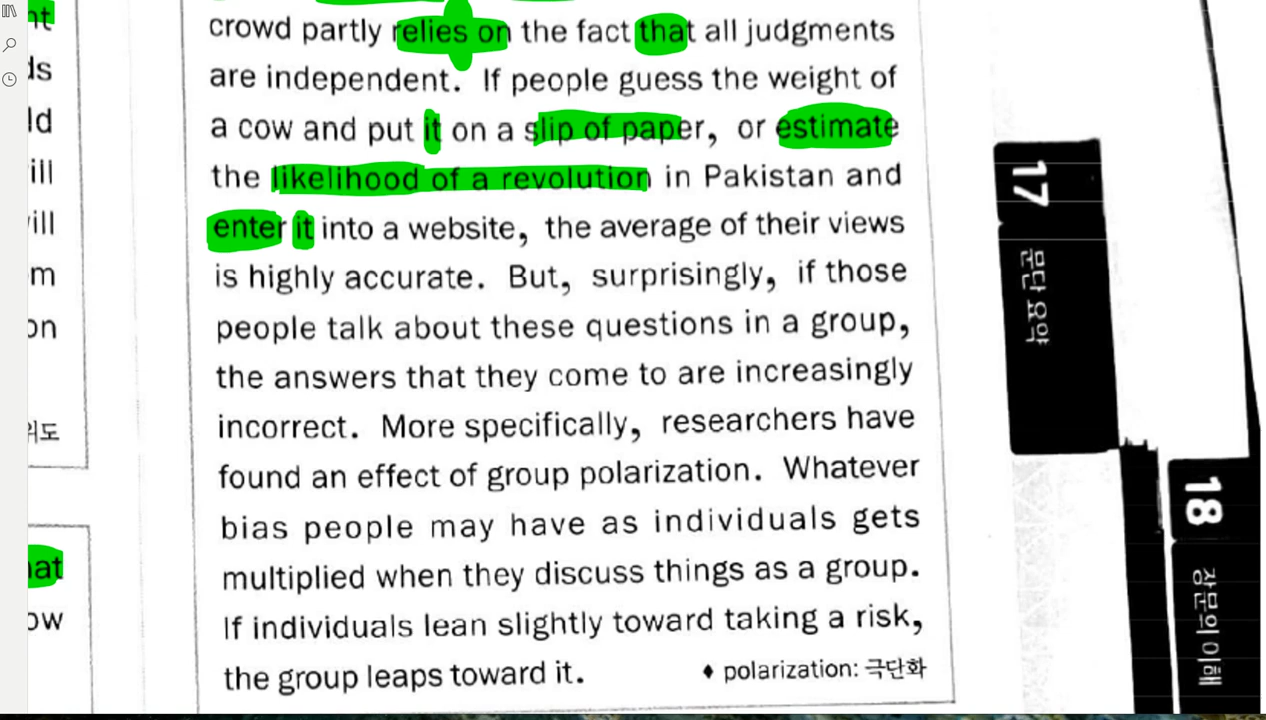 crowd partly relies on the fact that all judgments
are independent. If people guess the weight of
a cow and put it on a slip of paper, or estimate
the likelihood of a revolution in Pakistan and
enter it into a website, the average of their views
is highly accurate. But, surprisingly, if those
people talk about these questions in a group,
the answers that they come to are increasingly
incorrect. More specifically, researchers have
found an effect of group polarization. Whatever
bias people may have as individuals gets
multiplied when they discuss things as a group.
If individuals lean slightly toward taking a risk,
the group leaps toward it. ♦ polarization: 극단화
17
문단 요약
18
장문의 이해